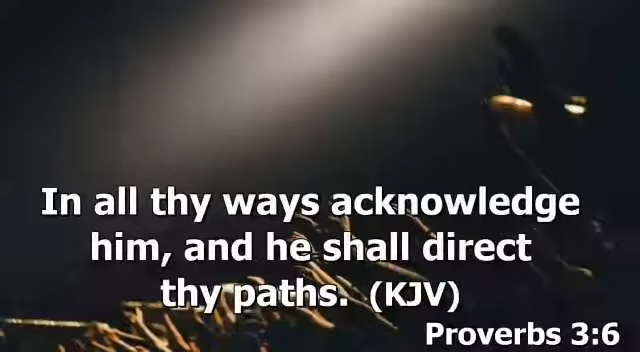 In all thy ways acknowledge
him, and he shall direct
thy paths. (KJV)
Proverbs 3:6